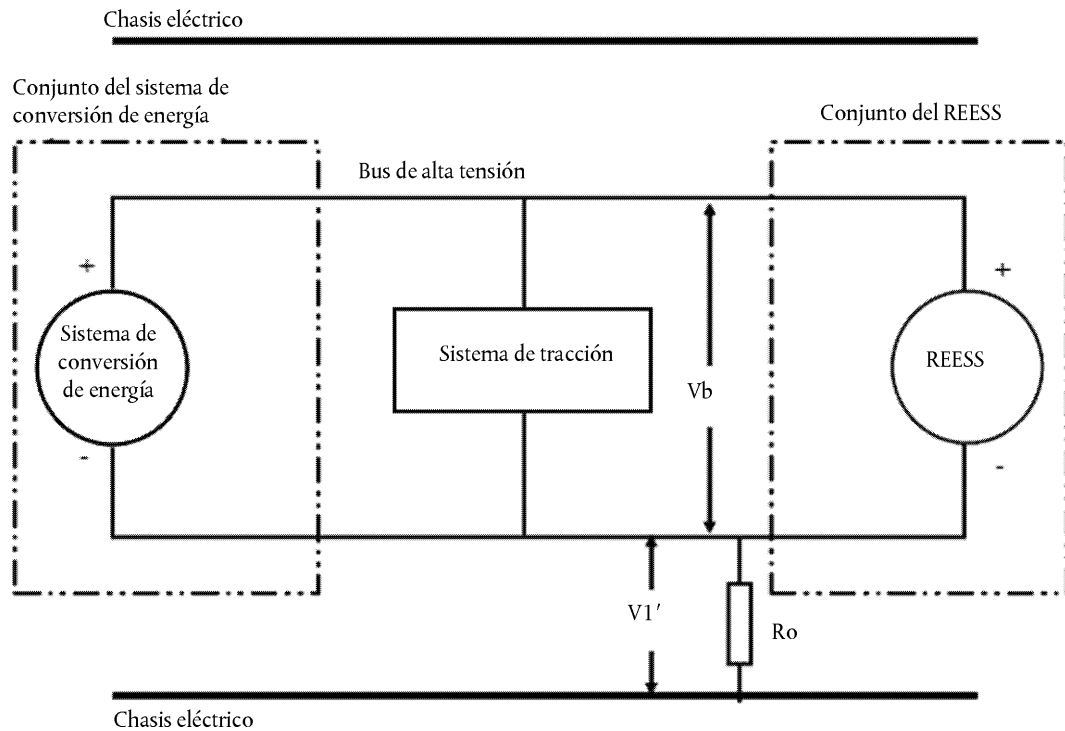 Chasis eléctrico
Conjunto del sistema de
conversión de energía
Conjunto del REESS
Bus de alta tensión
+
+
Sistema de
conversión
de energía
Sistema de tracción
REESS
Vb
-
-
V1′
Ro
Chasis eléctrico